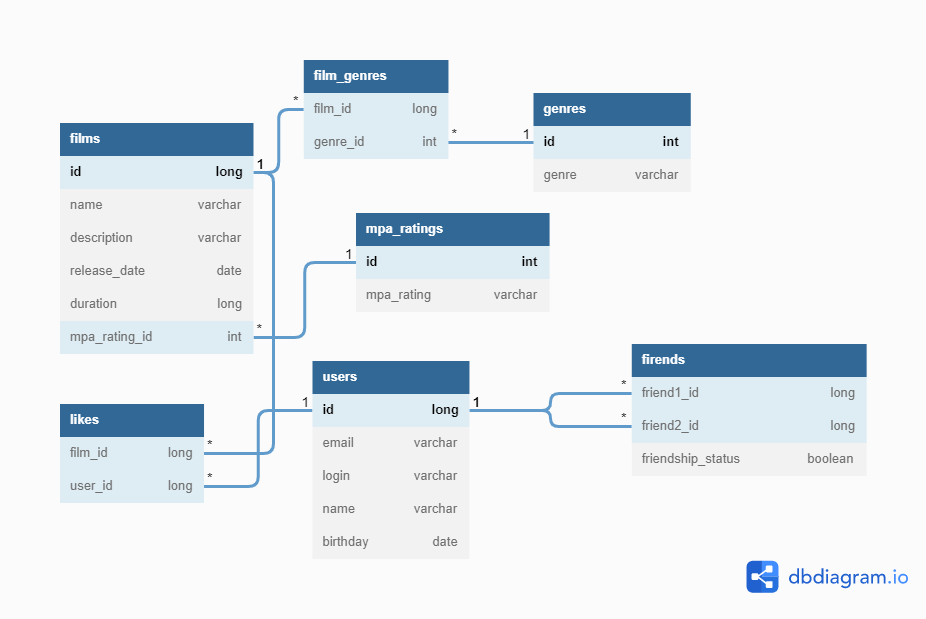 film_genres
film_id long
genre_id int
* * 1
genres
id int
genre varchar
films
id long 1
name varchar
description varchar
release_date date
duration long
mpa_rating_id int *
mpa_ratings
1 id int
mpa_rating varchar
likes
film_id long *
user_id long *
users
1 id long 1
email varchar
login varchar
name varchar
birthday date
firends
* friend1_id long
* friend2_id long
friendship_status boolean
dbdiagram.io